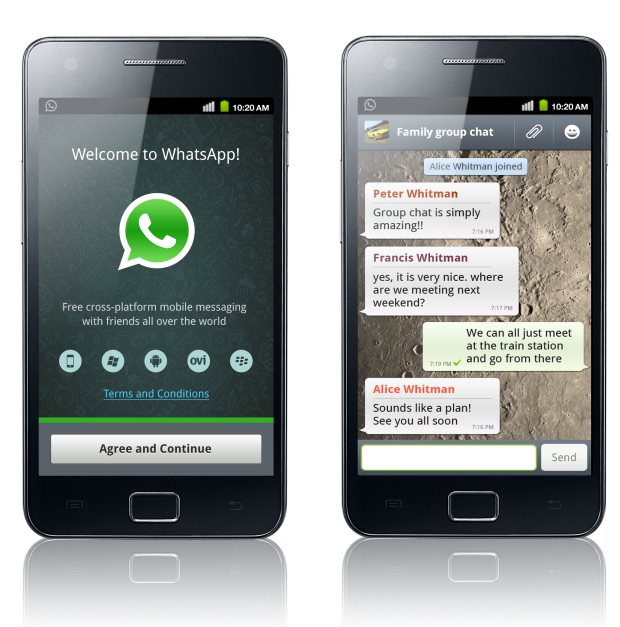 10:20 AM
Welcome to WhatsApp!
Free cross-platform mobile messaging
with friends all over the world
ovi
Terms and Conditions
Agree and Continue
10:20 AM
Family group chat
Alice Whitman joined
Peter Whitman
Group chat is simply
amazing!!
7:16 PM
Francis Whitman
yes, it is very nice. where
are we meeting next
weekend?
7:17 PM
We can all just meet
at the train station
and go from there
7:19 PM
Alice Whitman
Sounds like a plan!
See you all soon
7:16 PM
Send